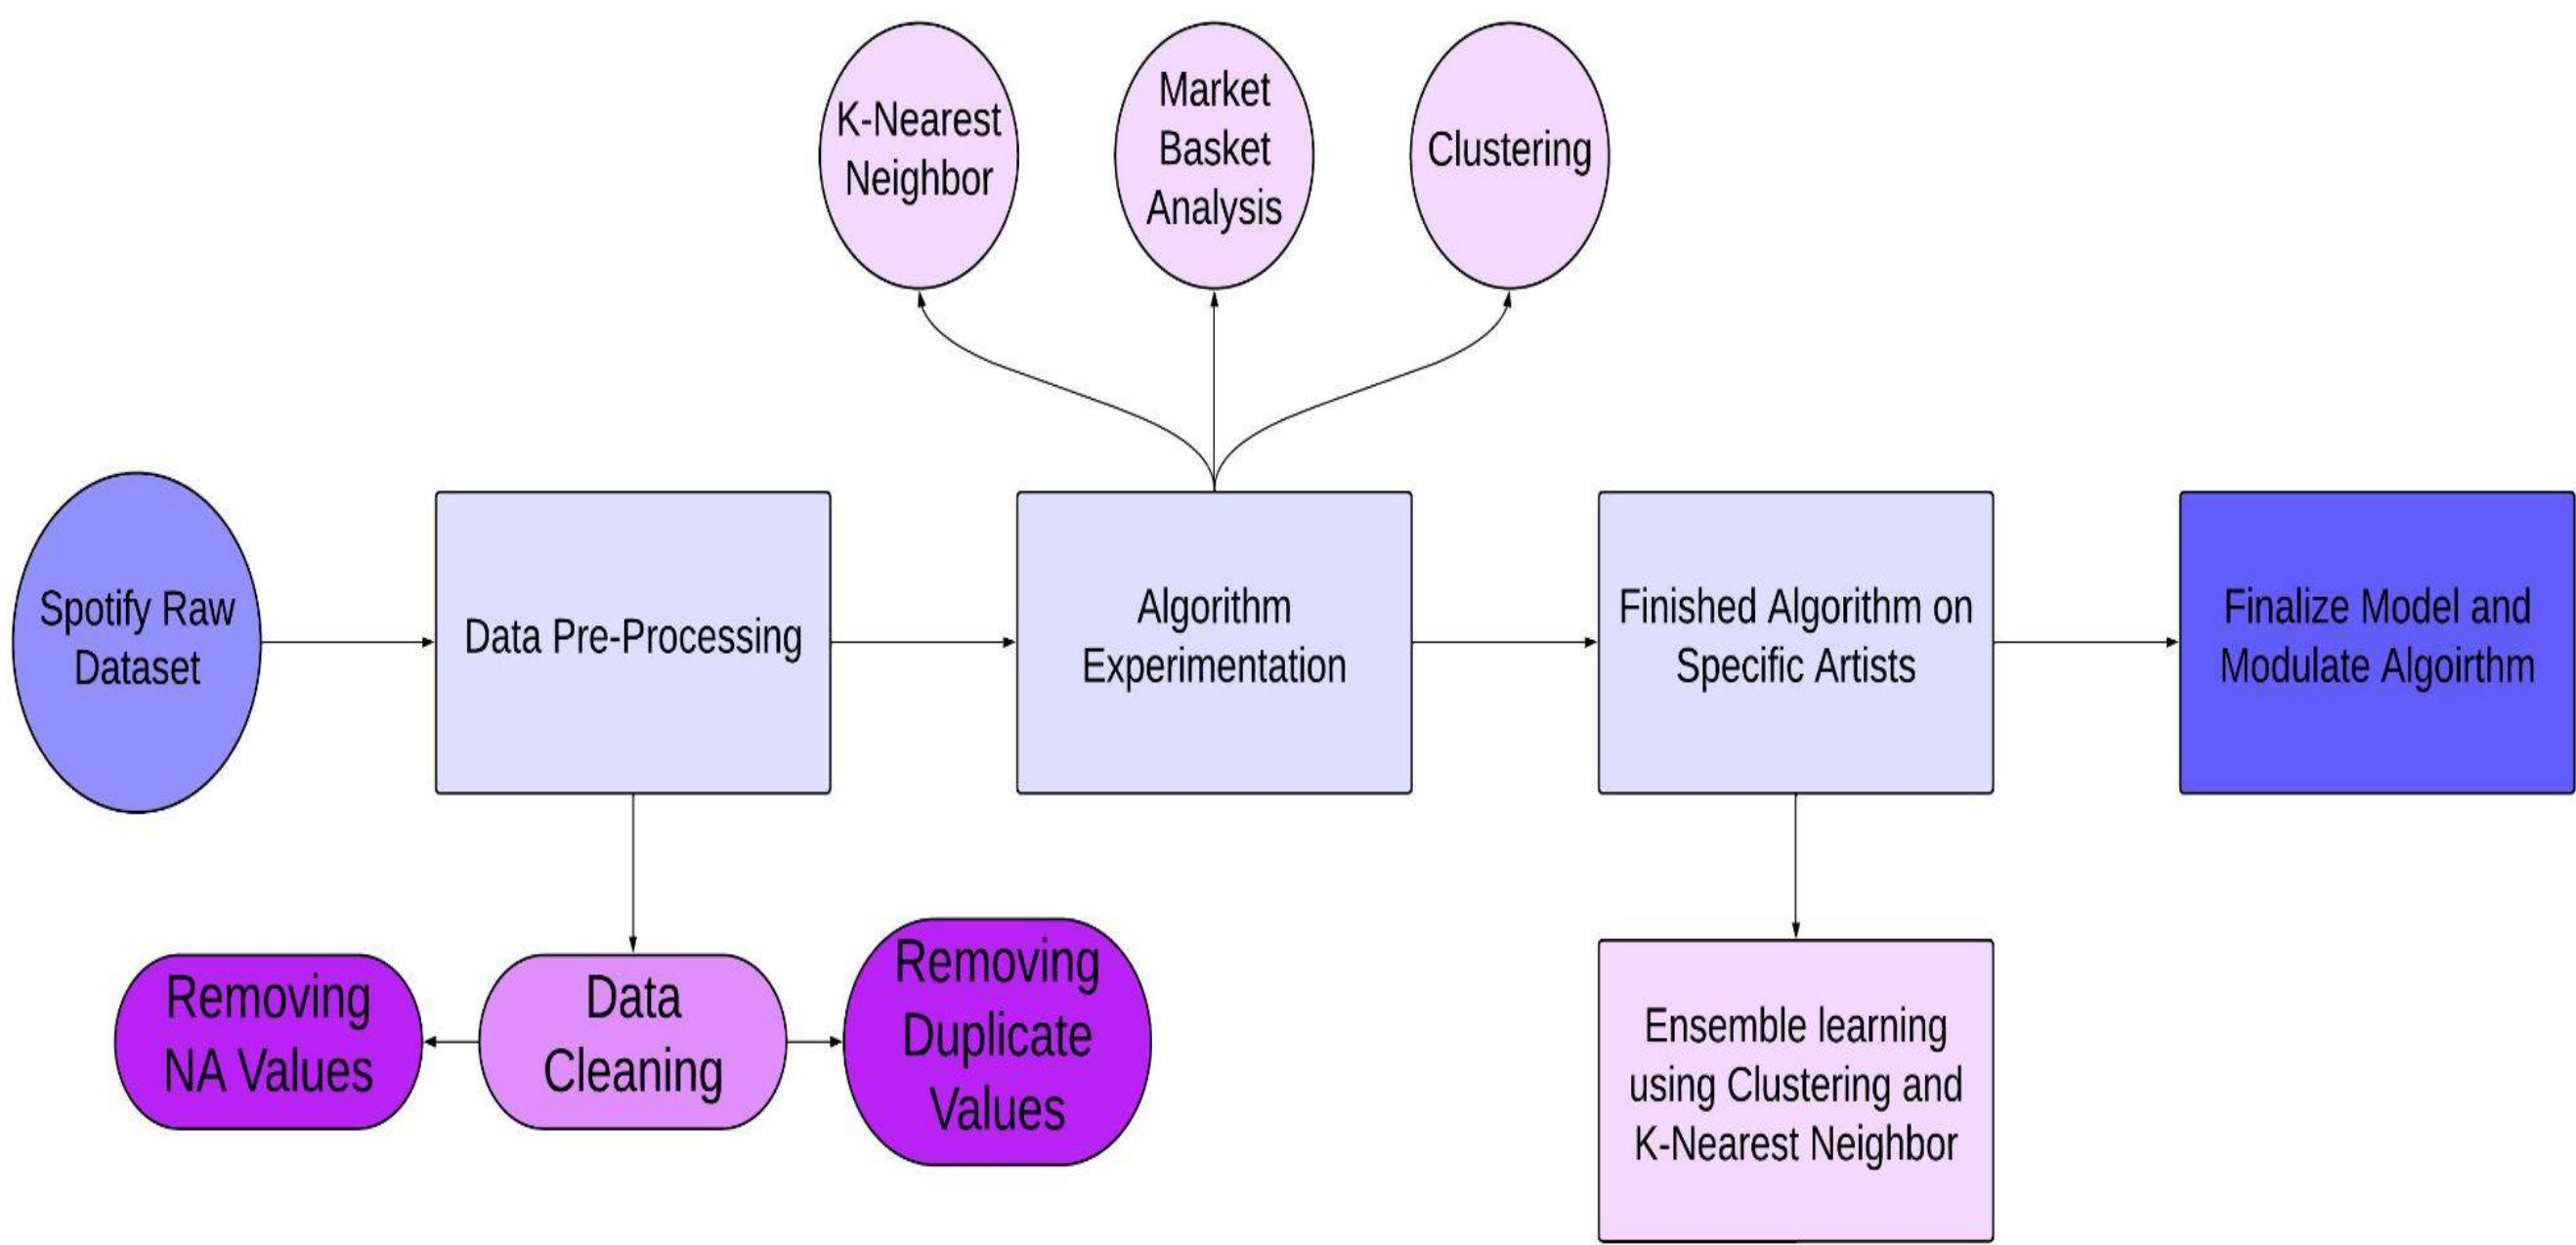 K-Nearest
Neighbor
Market
Basket
Analysis
Clustering
Spotify Raw
Dataset
Data Pre-Processing
Algorithm
Experimentation
Finished Algorithm on
Specific Artists
Finalize Model and
Modulate Algoirthm
Removing
NA Values
Data
Cleaning
Removing
Duplicate
Values
Ensemble learning
using Clustering and
K-Nearest Neighbor